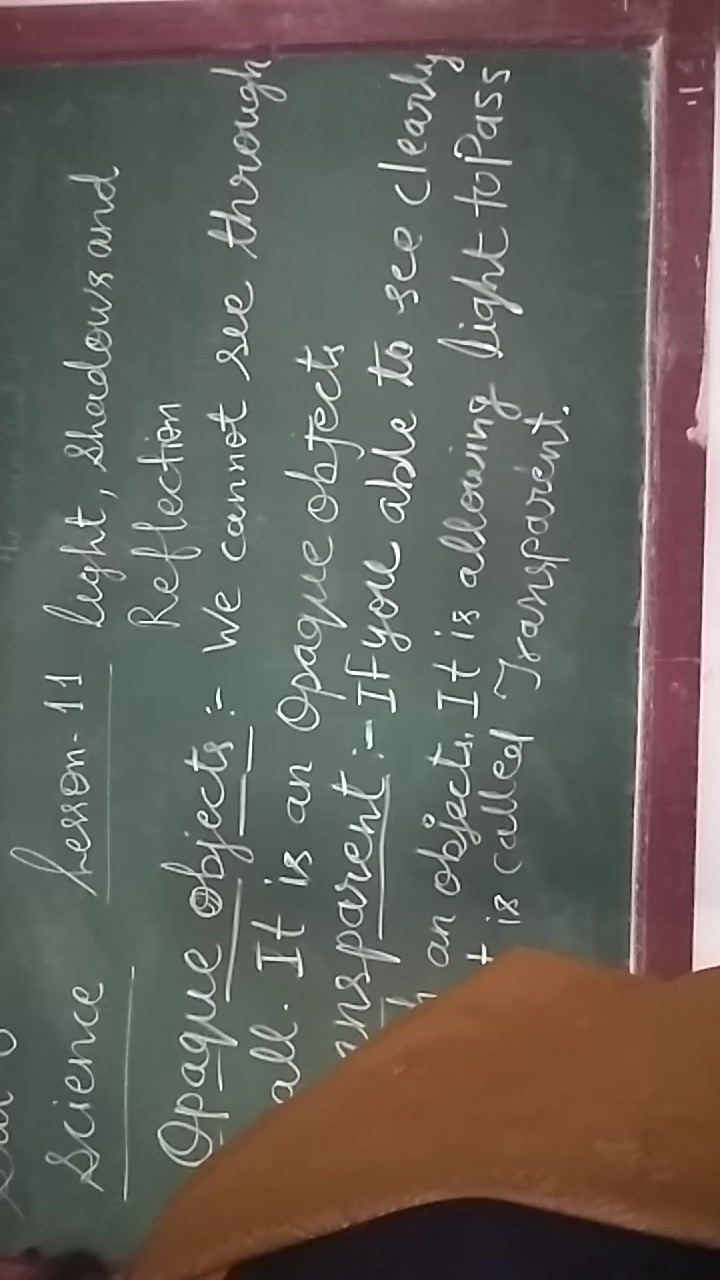 Science Lesson-11 light, Shadows and
Reflection
Opaque objects :- We cannot see through
all. It is an Opaque objects
nsparent :- If you able to see clearly
h an objects. It is allowing light to Pass
t is called Transparent.